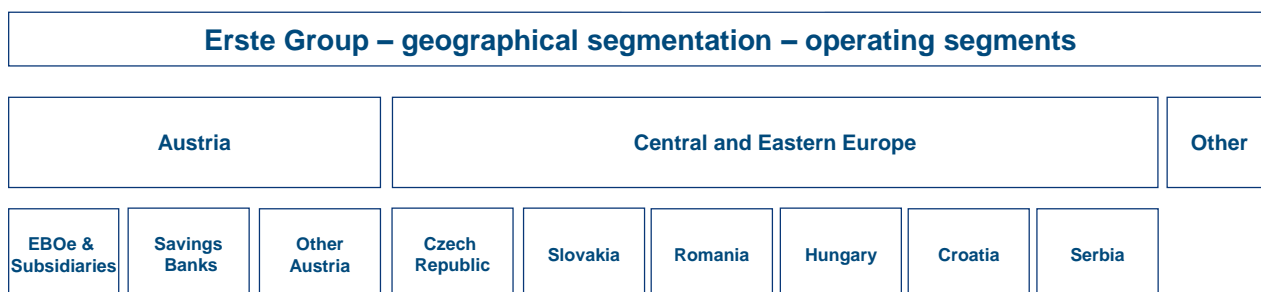 Erste Group – geographical segmentation – operating segments
Austria
Central and Eastern Europe
Other
EBOe &
Subsidiaries
Savings
Banks
Other
Austria
Czech
Republic
Slovakia
Romania
Hungary
Croatia
Serbia